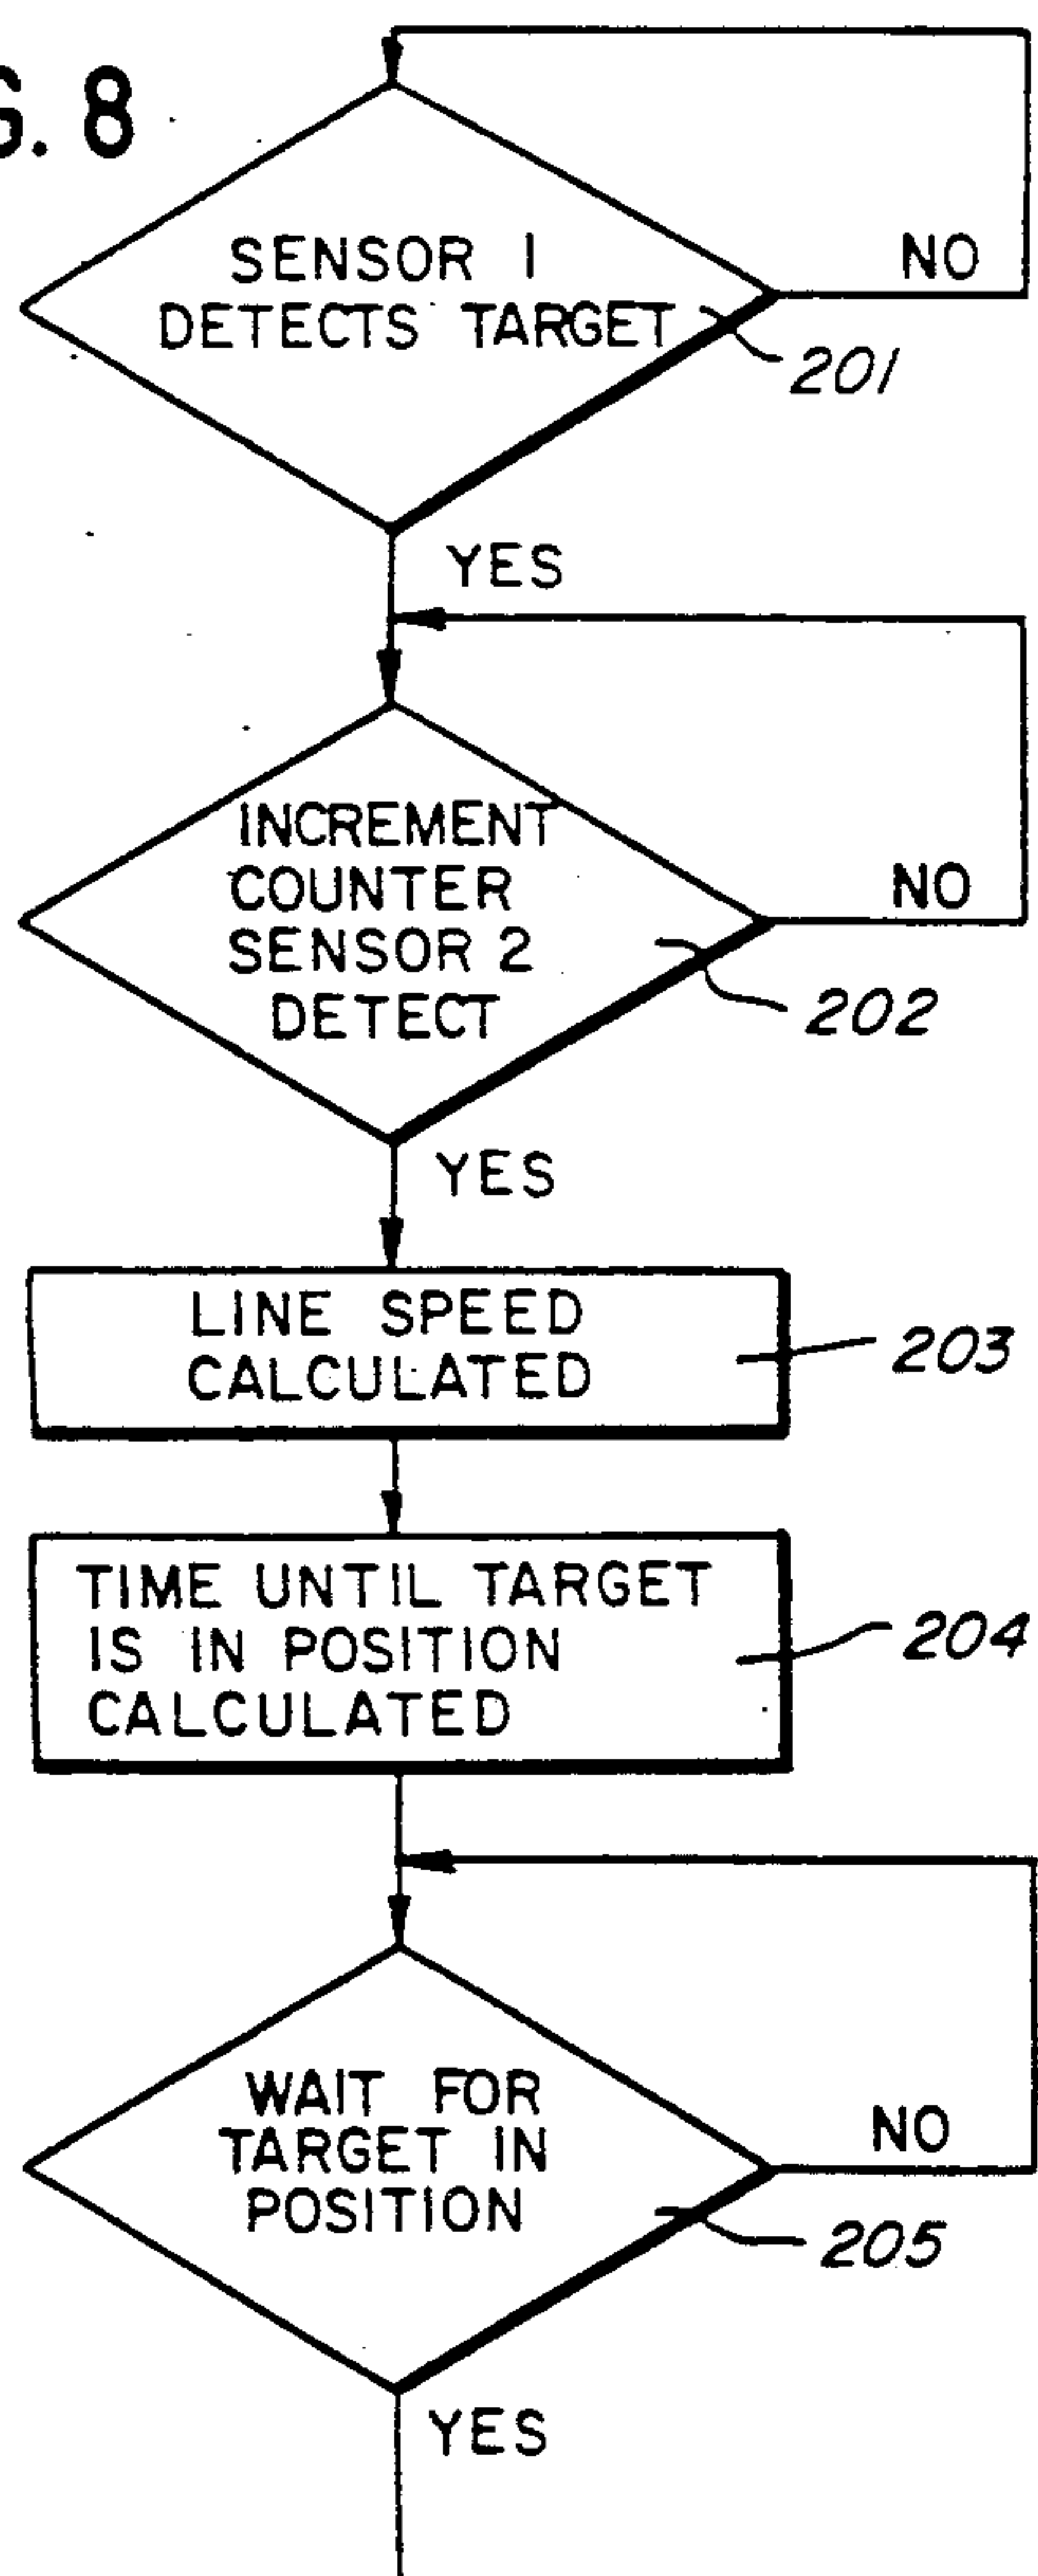 G. 8
SENSOR 1
DETECTS TARGET
NO
201
YES
INCREMENT
COUNTER
SENSOR 2
DETECT
NO
202
YES
LINE SPEED
CALCULATED
203
TIME UNTIL TARGET
IS IN POSITION
CALCULATED
204
WAIT FOR
TARGET IN
POSITION
NO
205
YES